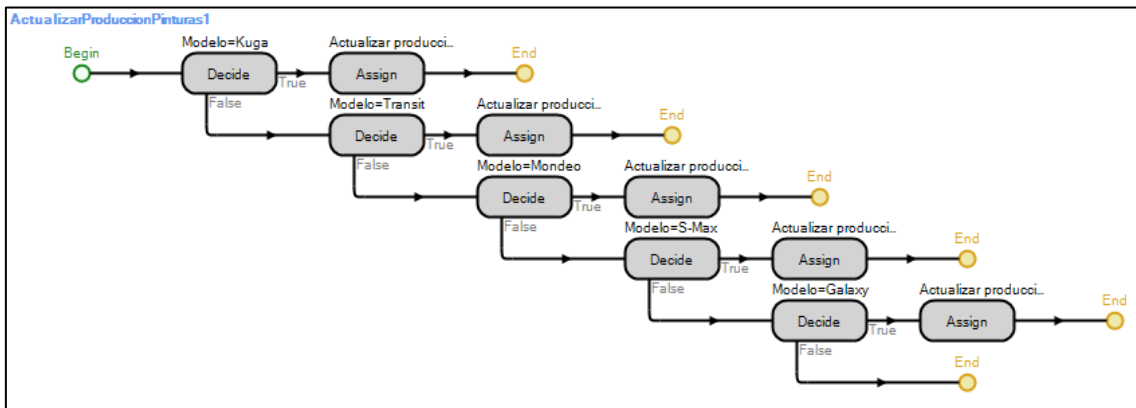 ActualizarProduccionPinturas1
Begin
Modelo=Kuga
Decide
True
False
Actualizar producci...
Assign
End
Modelo=Transit
Decide
True
False
Actualizar producci...
Assign
End
Modelo=Mondeo
Decide
True
False
Actualizar producci...
Assign
End
Modelo=S-Max
Decide
True
False
Actualizar producci...
Assign
End
Modelo=Galaxy
Decide
True
False
Actualizar producci...
Assign
End
End